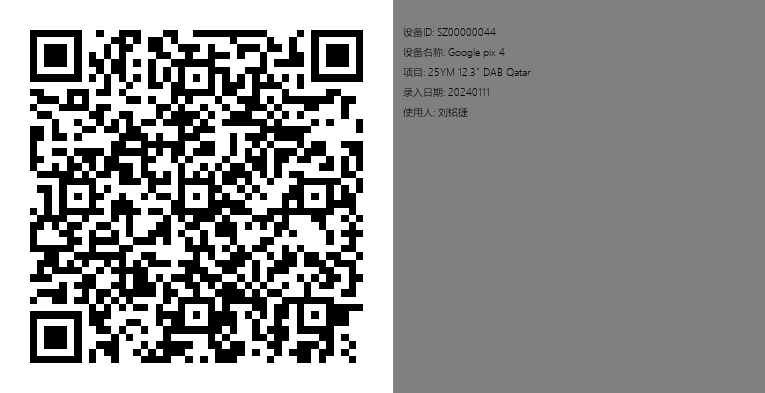 设备ID: SZ00000044
设备名称: Google pix 4
项目: 25YM 12.3" DAB Qatar
录入日期: 20240111
使用人: 刘铭捷